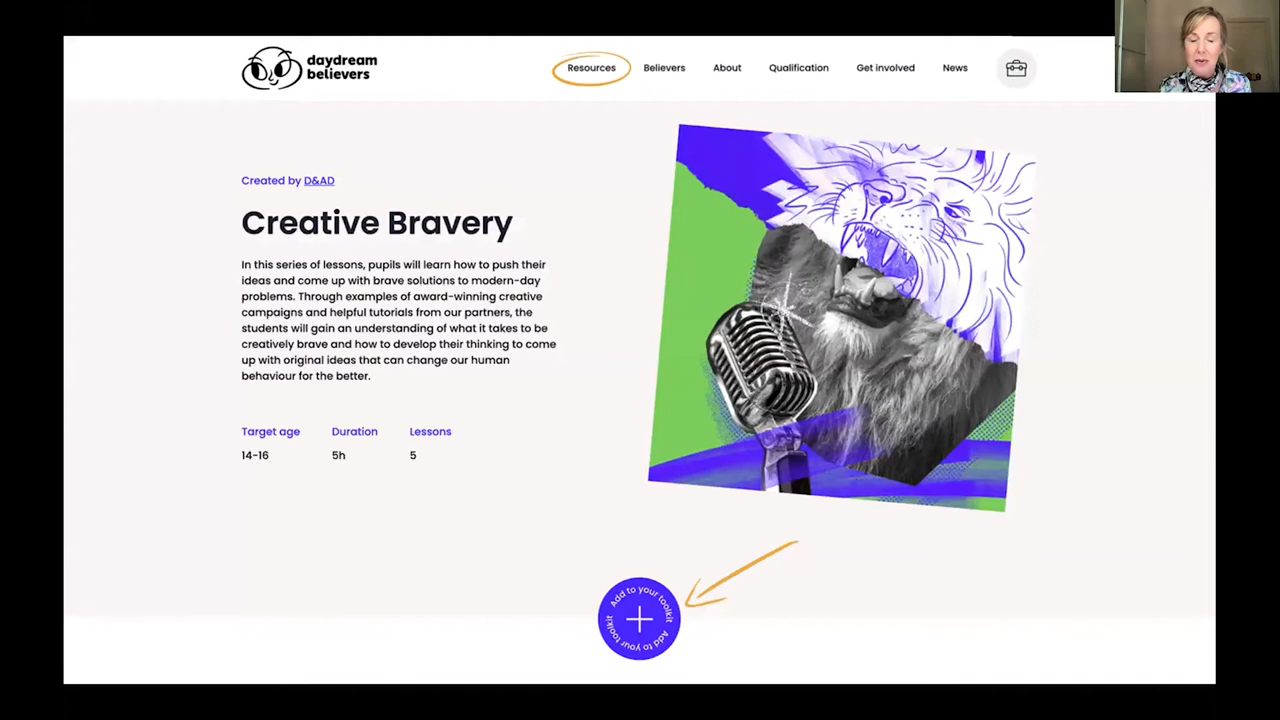 daydream
believers
Resources Believers About Qualification Get involved News
Created by D&AD
Creative Bravery
In this series of lessons, pupils will learn how to push their
ideas and come up with brave solutions to modern-day
problems. Through examples of award-winning creative
campaigns and helpful tutorials from our partners, the
students will gain an understanding of what it takes to be
creatively brave and how to develop their thinking to come
up with original ideas that can change our human
behaviour for the better.
Target age Duration Lessons
14-16 5h 5
Add to your toolkit Add to your toolkit